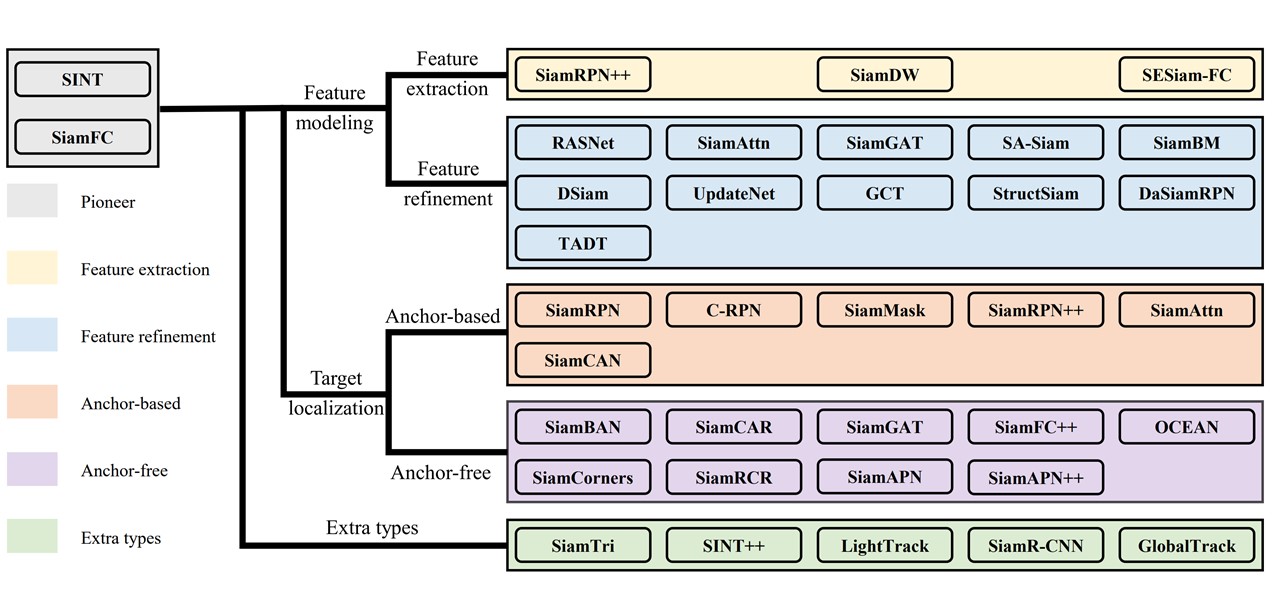 SINT
SiamFC
Pioneer
Feature extraction
Feature refinement
Anchor-based
Anchor-free
Extra types
Feature
modeling
Feature
extraction
Feature
refinement
Target
localization
Anchor-based
Anchor-free
Extra types
SiamRPN++ SiamDW SESiam-FC
RASNet SiamAttn SiamGAT SA-Siam SiamBM
DSiam UpdateNet GCT StructSiam DaSiamRPN
TADT
SiamRPN C-RPN SiamMask SiamRPN++ SiamAttn
SiamCAN
SiamBAN SiamCAR SiamGAT SiamFC++ OCEAN
SiamCorners SiamRCR SiamAPN SiamAPN++
SiamTri SINT++ LightTrack SiamR-CNN GlobalTrack